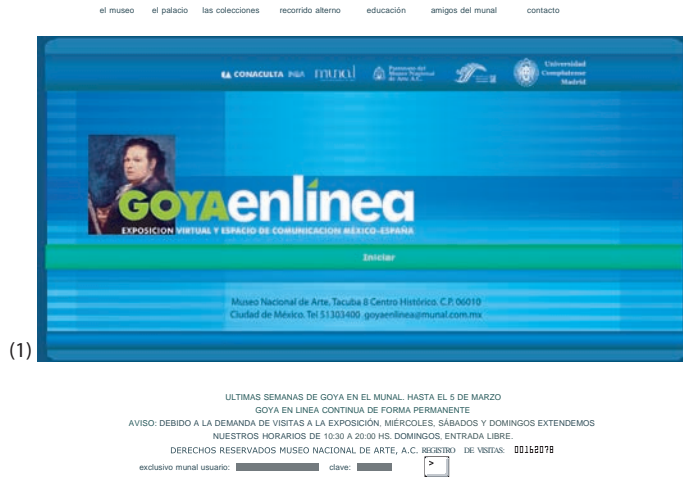 el museo el palacio las colecciones recorrido alterno educación amigos del munal contacto
CONACULTA INBA munal Patronato del Museo Nacional de Arte A.C. Universidad Complutense Madrid
GOYAenlínea
EXPOSICION VIRTUAL Y ESPACIO DE COMUNICACION MÉXICO-ESPAÑA
Iniciar
Museo Nacional de Arte, Tacuba 8 Centro Histórico. C.P. 06010
Ciudad de México. Tel 51303400 goyaenlinea@munal.com.mx
(1)
ULTIMAS SEMANAS DE GOYA EN EL MUNAL. HASTA EL 5 DE MARZO
GOYA EN LINEA CONTINUA DE FORMA PERMANENTE
AVISO: DEBIDO A LA DEMANDA DE VISITAS A LA EXPOSICIÓN, MIÉRCOLES, SÁBADOS Y DOMINGOS EXTENDEMOS
NUESTROS HORARIOS DE 10:30 A 20:00 HS. DOMINGOS, ENTRADA LIBRE.
DERECHOS RESERVADOS MUSEO NACIONAL DE ARTE, A.C. REGISTRO DE VISITAS: 00162078
exclusivo munal usuario: clave: >